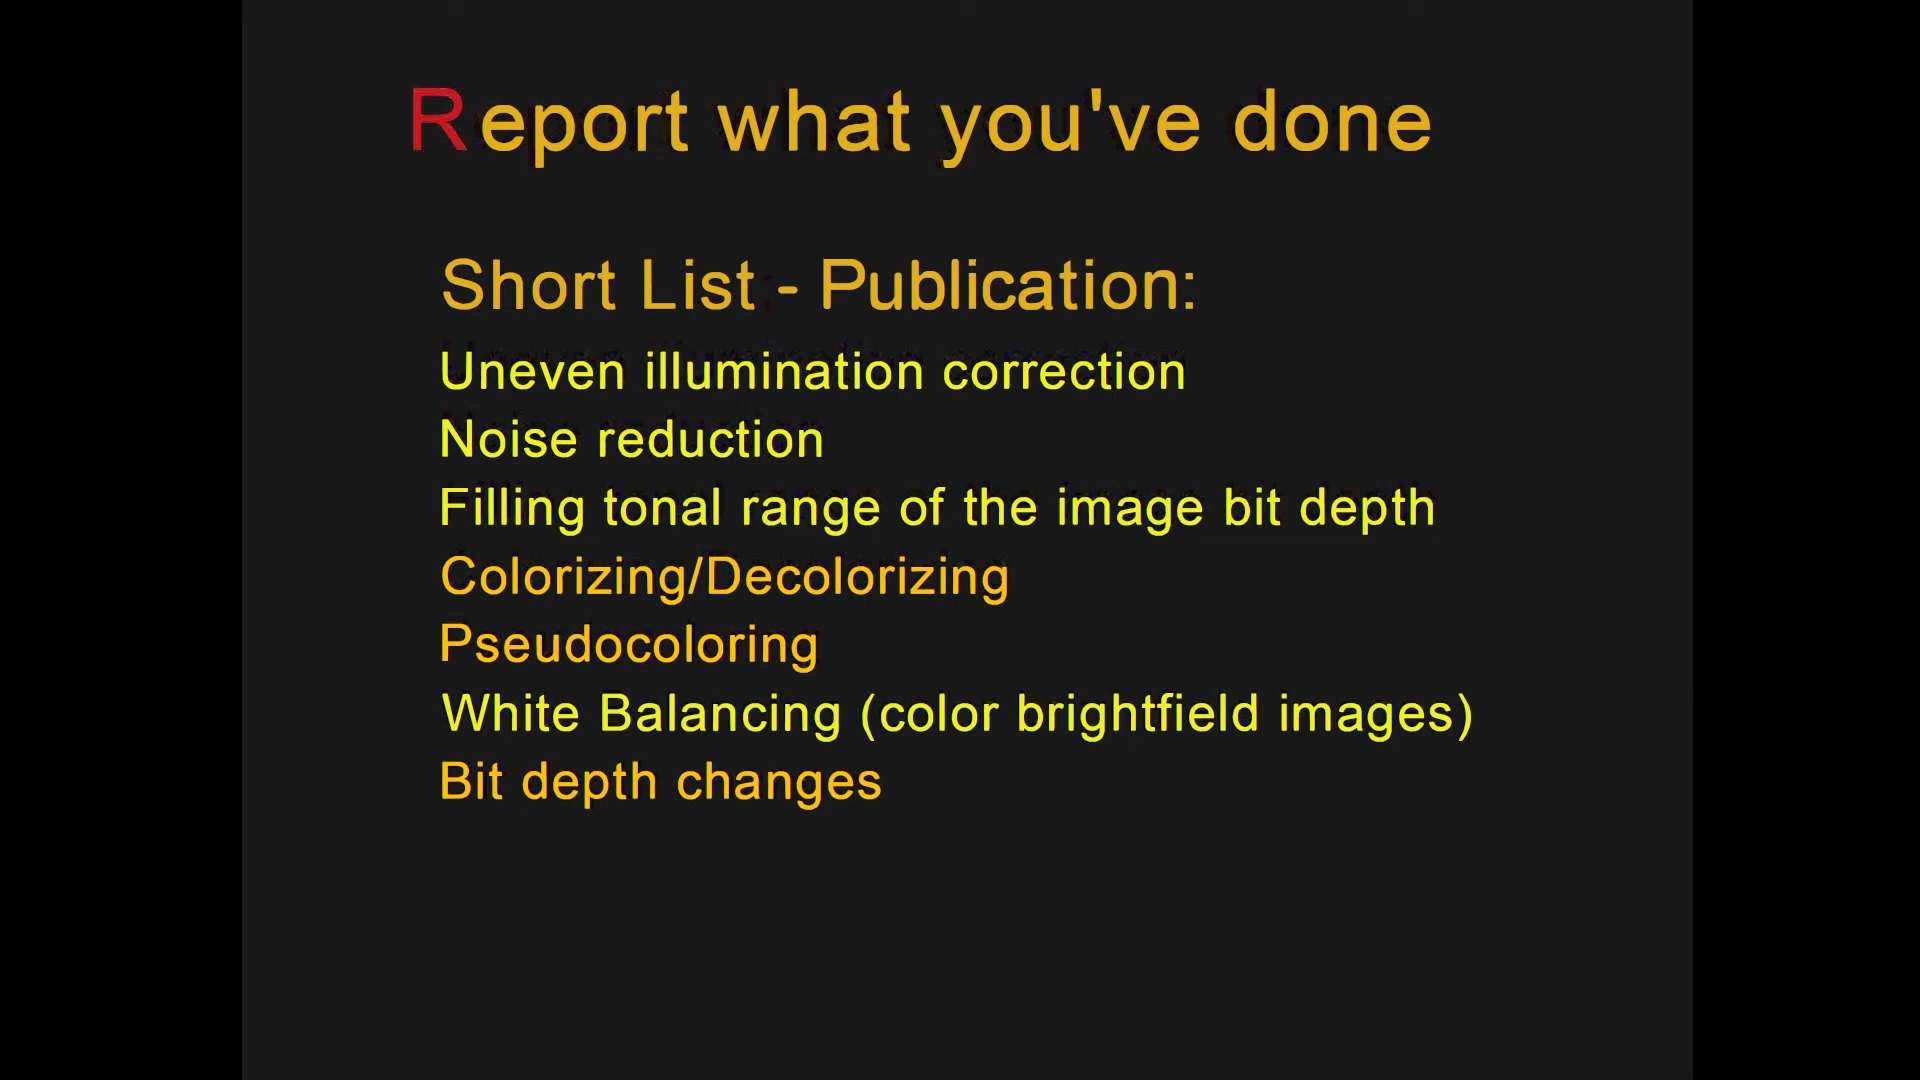 Report what you've done
Short List - Publication:
Uneven illumination correction
Noise reduction
Filling tonal range of the image bit depth
Colorizing/Decolorizing
Pseudocoloring
White Balancing (color brightfield images)
Bit depth changes